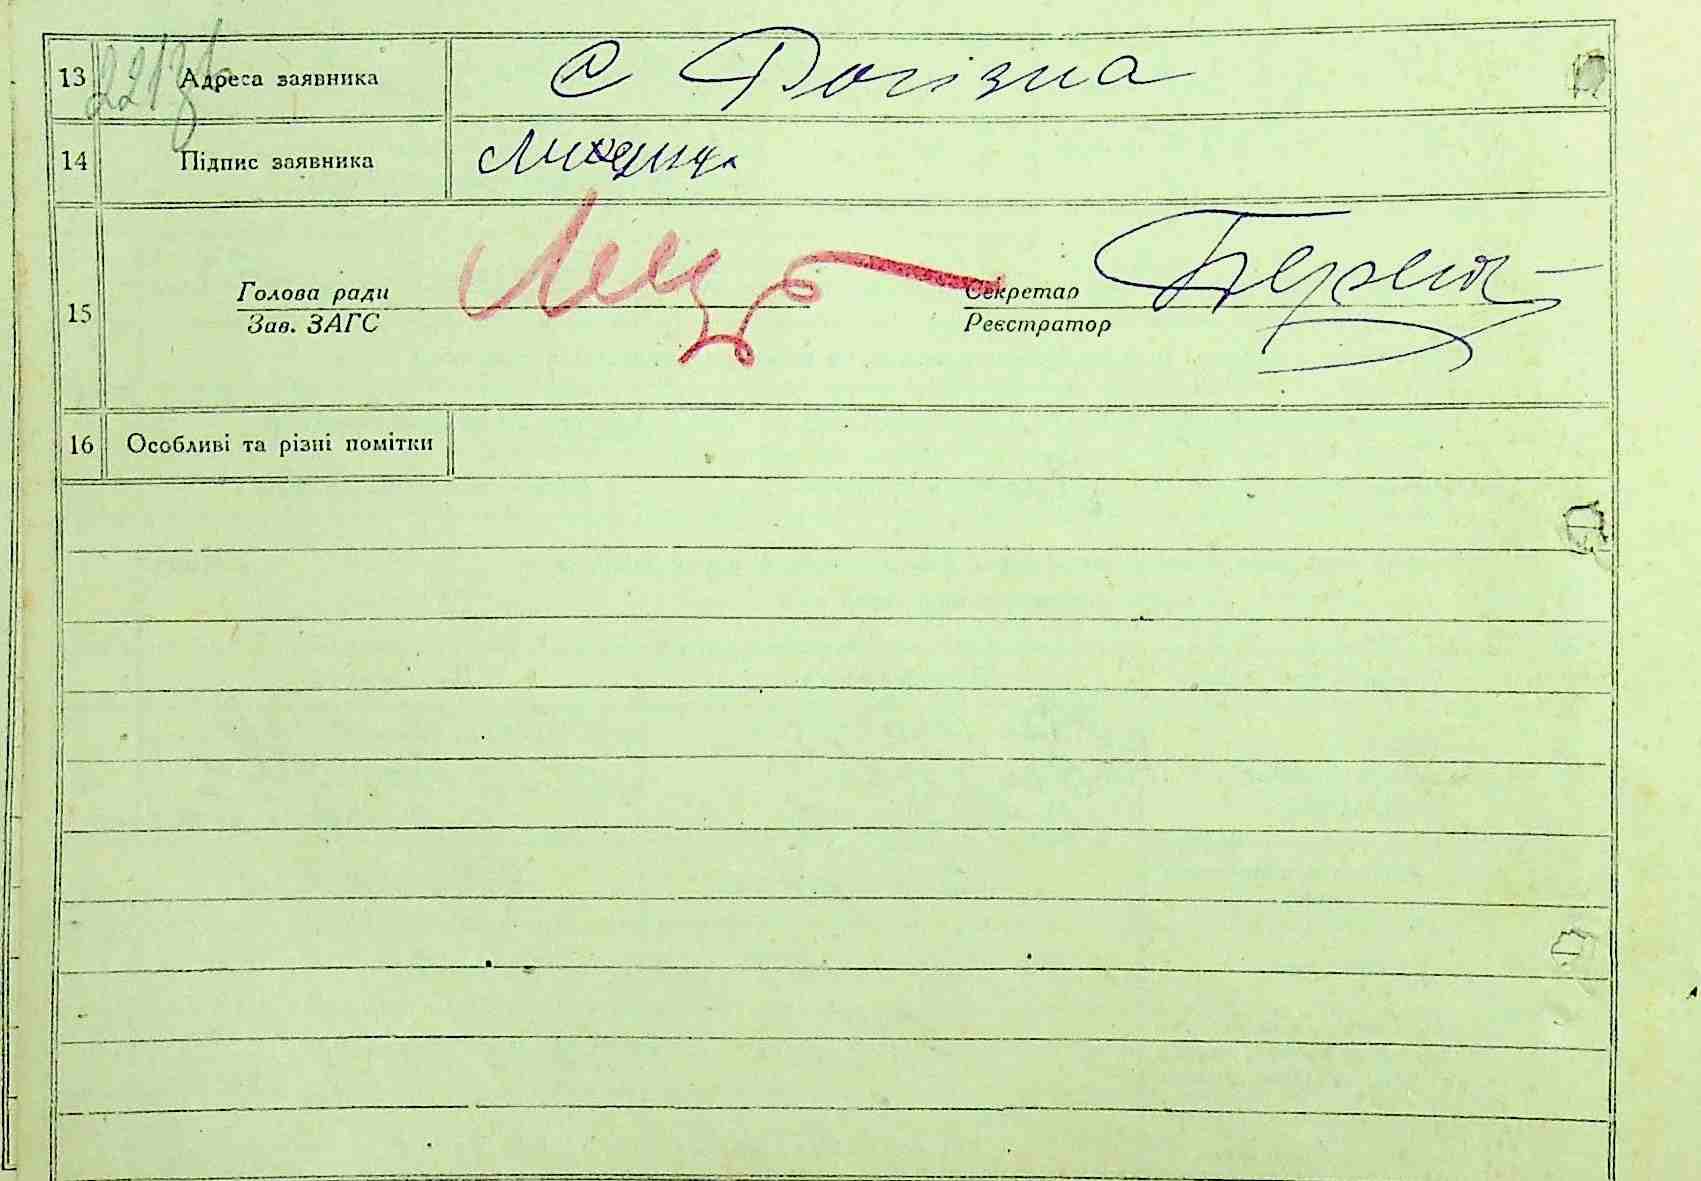 13 Адреса заявника с Рогізна
14 Підпис заявника
15 Голова ради Секретар
Зав. ЗАГС Реєстратор
16 Особливі та різні помітки